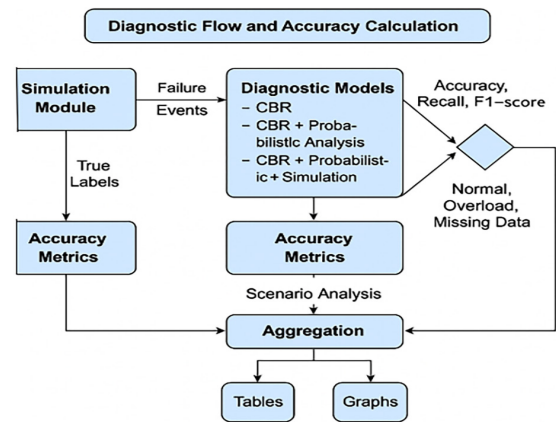 Diagnostic Flow and Accuracy Calculation
Simulation
Module
Failure
Events
Diagnostic Models
– CBR
– CBR + Proba-
bilistic Analysis
– CBR + Probabilist-
ic + Simulation
Accuracy,
Recall, F1-score
True
Labels
Normal,
Overload,
Missing Data
Accuracy
Metrics
Accuracy
Metrics
Scenario Analysis
Aggregation
Tables
Graphs